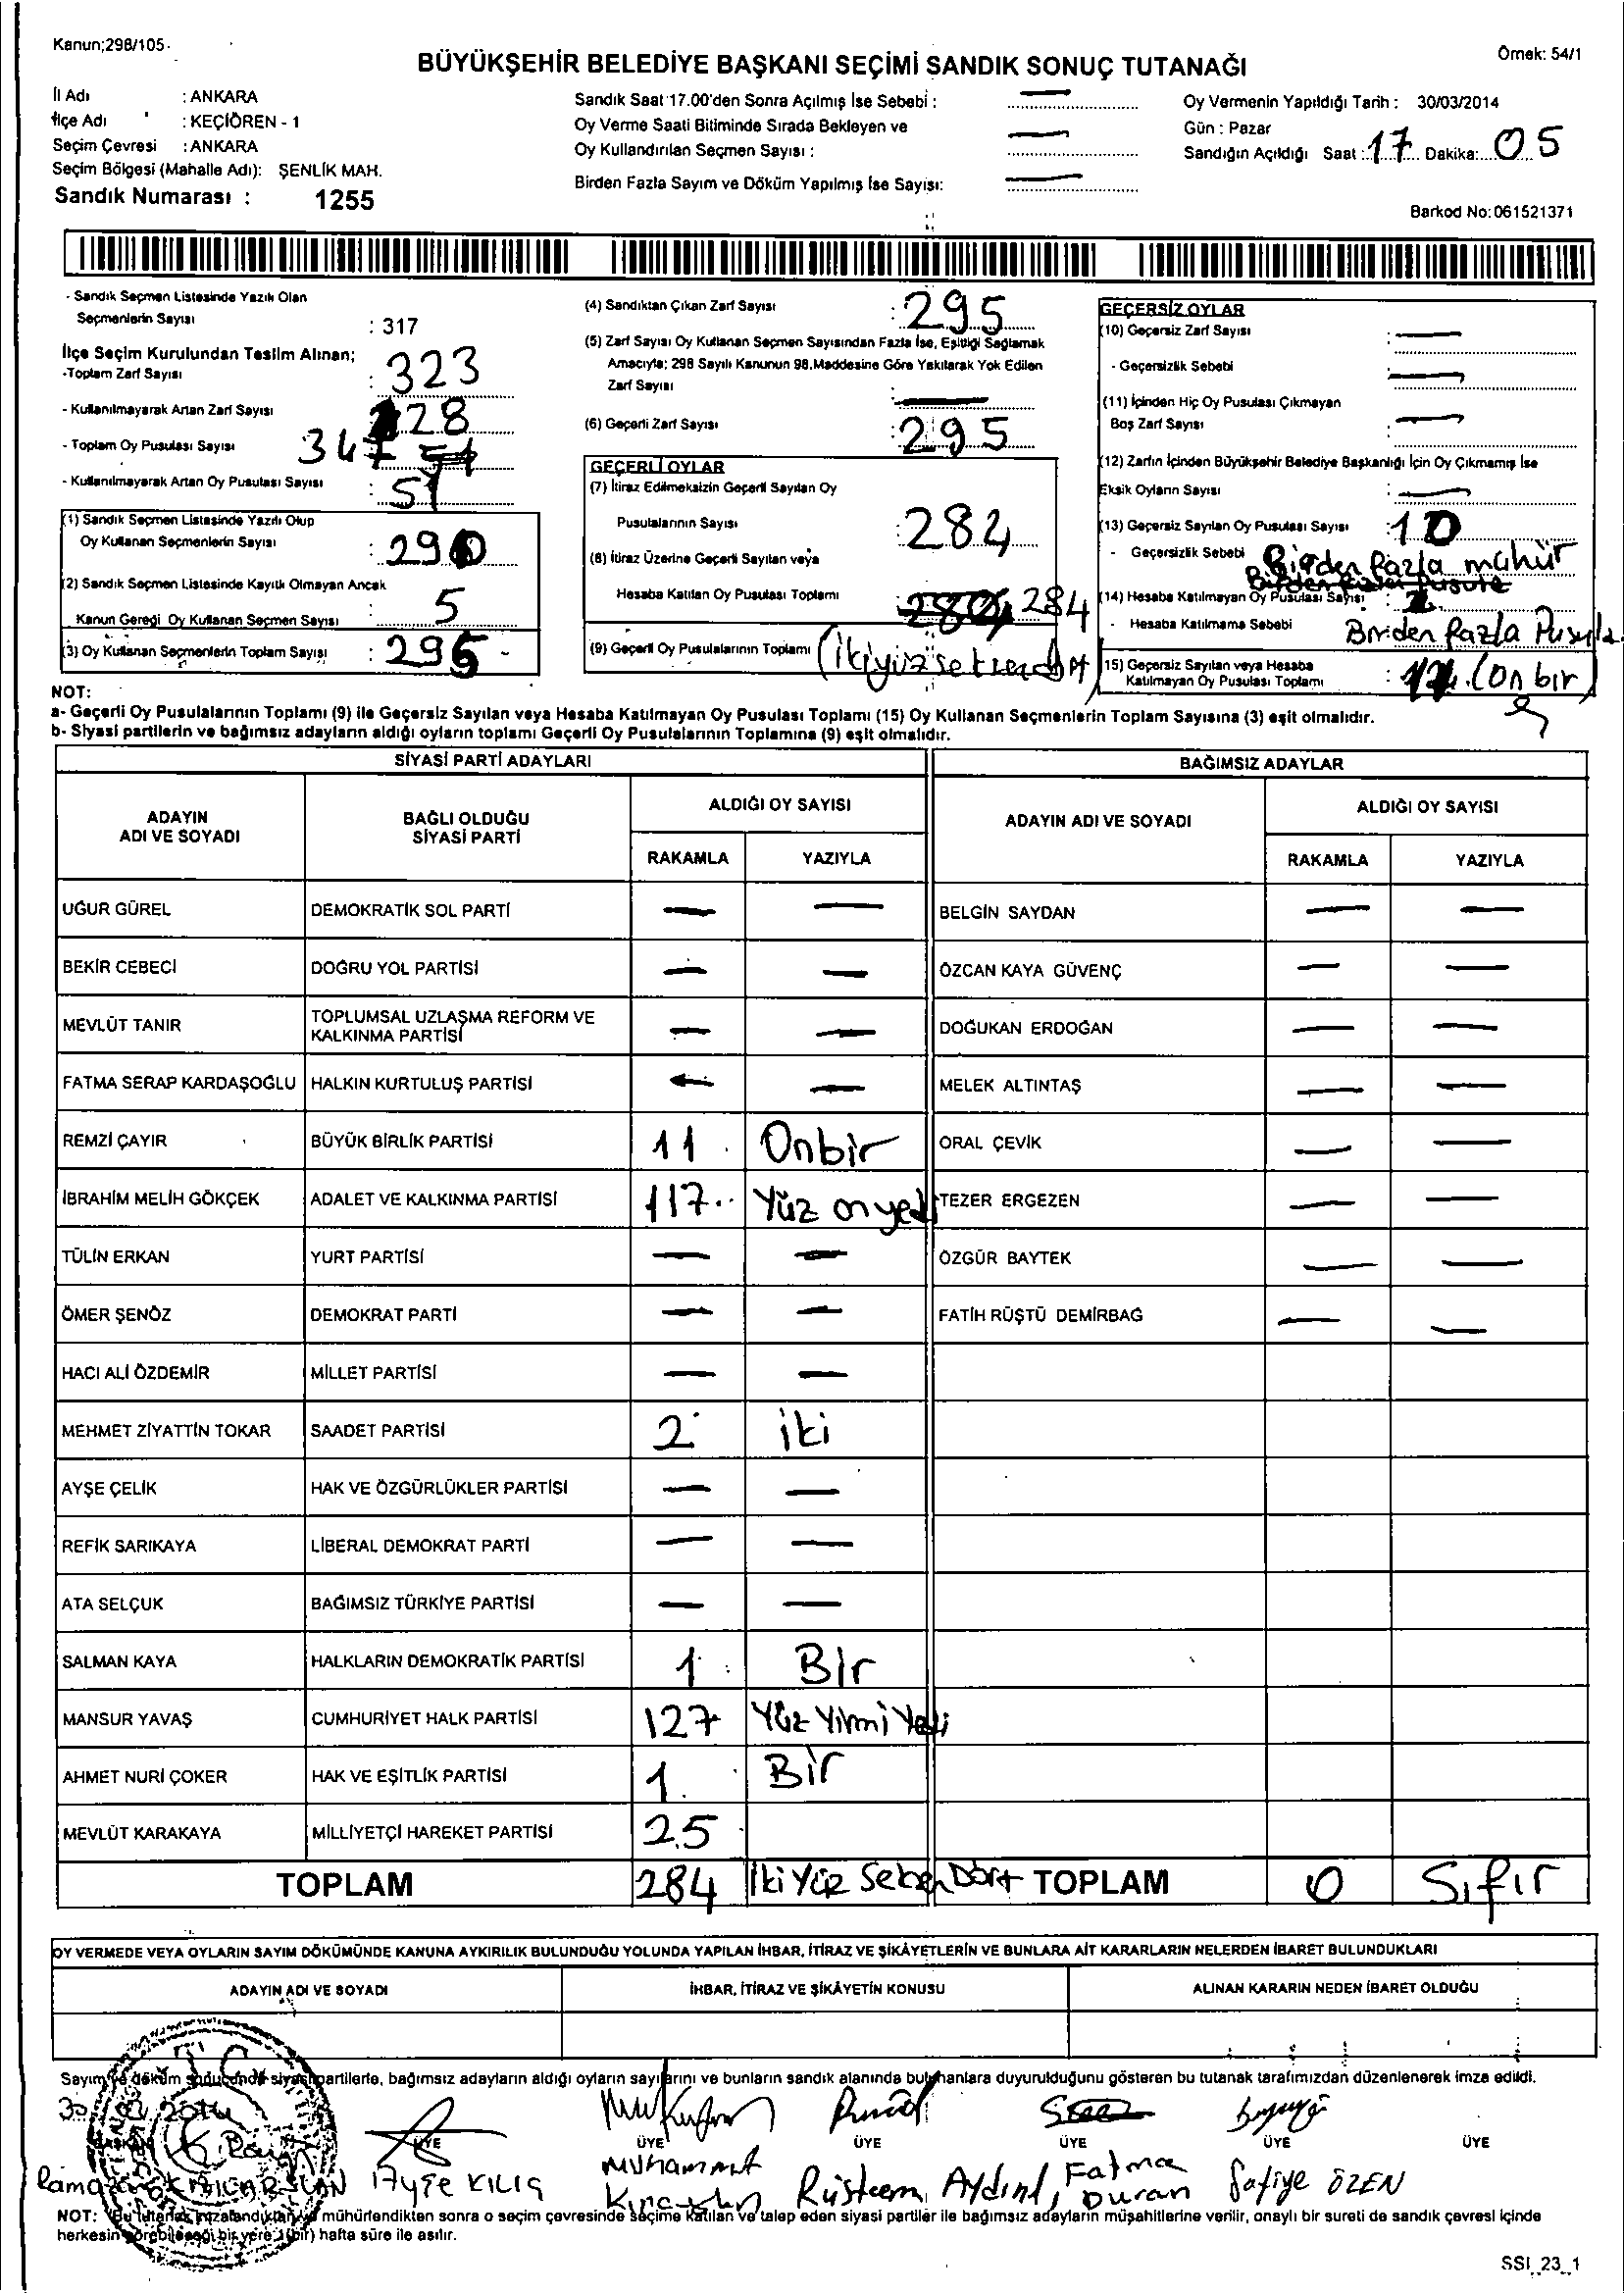 Kanun;298/105
Örnek: 54/1
BÜYÜKŞEHİR BELEDİYE BAŞKANI SEÇİMİ SANDIK SONUÇ TUTANAĞI
İl Adı : ANKARA
İlçe Adı : KEÇİÖREN - 1
Seçim Çevresi : ANKARA
Seçim Bölgesi (Mahalle Adı): ŞENLİK MAH.
Sandık Numarası : 1255
Sandık Saat 17.00'den Sonra Açılmış İse Sebebi : —
Oy Verme Saati Bitiminde Sırada Bekleyen ve
Oy Kullandırılan Seçmen Sayısı : —
Birden Fazla Sayım ve Döküm Yapılmış İse Sayısı: —
Oy Vermenin Yapıldığı Tarih : 30/03/2014
Gün : Pazar
Sandığın Açıldığı Saat : 17 Dakika: 05
Barkod No:061521371
- Sandık Seçmen Listesinde Yazılı Olan
Seçmenlerin Sayısı : 317
İlçe Seçim Kurulundan Teslim Alınan;
-Toplam Zarf Sayısı : 323
- Kullanılmayarak Artan Zarf Sayısı 28
- Toplam Oy Pusulası Sayısı 347
- Kullanılmayarak Artan Oy Pusulası Sayısı : 51
(1) Sandık Seçmen Listesinde Yazılı Olup
Oy Kullanan Seçmenlerin Sayısı : 290
(2) Sandık Seçmen Listesinde Kayıtlı Olmayan Ancak
Kanun Gereği Oy Kullanan Seçmen Sayısı : 5
(3) Oy Kullanan Seçmenlerin Toplam Sayısı : 295
(4) Sandıktan Çıkan Zarf Sayısı : 295
(5) Zarf Sayısı Oy Kullanan Seçmen Sayısından Fazla İse, Eşitliği Sağlamak
Amacıyla; 298 Sayılı Kanunun 98.Maddesine Göre Yakılarak Yok Edilen
Zarf Sayısı : —
(6) Geçerli Zarf Sayısı : 295
GEÇERLİ OYLAR
(7) İtiraz Edilmeksizin Geçerli Sayılan Oy
Pusulalarının Sayısı : 284
(8) İtiraz Üzerine Geçerli Sayılan veya
Hesaba Katılan Oy Pusulası Toplamı 284
(9) Geçerli Oy Pusulalarının Toplamı (İkiyüzseksendört)
GEÇERSİZ OYLAR
(10) Geçersiz Zarf Sayısı : —
- Geçersizlik Sebebi : —
(11) İçinden Hiç Oy Pusulası Çıkmayan
Boş Zarf Sayısı : —
(12) Zarfın İçinden Büyükşehir Belediye Başkanlığı İçin Oy Çıkmamış İse
Eksik Oyların Sayısı : —
(13) Geçersiz Sayılan Oy Pusulası Sayısı : 10
- Geçersizlik Sebebi Birden fazla mühür
(14) Hesaba Katılmayan Oy Pusulası Sayısı :
- Hesaba Katılmama Sebebi Birden fazla Pusula
(15) Geçersiz Sayılan veya Hesaba
Katılmayan Oy Pusulası Toplamı : (On bir)
NOT:
a- Geçerli Oy Pusulalarının Toplamı (9) ile Geçersiz Sayılan veya Hesaba Katılmayan Oy Pusulası Toplamı (15) Oy Kullanan Seçmenlerin Toplam Sayısına (3) eşit olmalıdır.
b- Siyasi partilerin ve bağımsız adayların aldığı oyların toplamı Geçerli Oy Pusulalarının Toplamına (9) eşit olmalıdır.
SİYASİ PARTİ ADAYLARI BAĞIMSIZ ADAYLAR
ADAYIN ADI VE SOYADI BAĞLI OLDUĞU SİYASİ PARTİ ALDIĞI OY SAYISI ADAYIN ADI VE SOYADI ALDIĞI OY SAYISI
RAKAMLA YAZIYLA RAKAMLA YAZIYLA
UĞUR GÜREL DEMOKRATİK SOL PARTİ — — BELGİN SAYDAN — —
BEKİR CEBECİ DOĞRU YOL PARTİSİ — — ÖZCAN KAYA GÜVENÇ — —
MEVLÜT TANIR TOPLUMSAL UZLAŞMA REFORM VE KALKINMA PARTİSİ — — DOĞUKAN ERDOĞAN — —
FATMA SERAP KARDAŞOĞLU HALKIN KURTULUŞ PARTİSİ — — MELEK ALTINTAŞ — —
REMZİ ÇAYIR BÜYÜK BİRLİK PARTİSİ 11 Onbir ORAL ÇEVİK — —
İBRAHİM MELİH GÖKÇEK ADALET VE KALKINMA PARTİSİ 117 Yüz onyedi TEZER ERGEZEN — —
TÜLİN ERKAN YURT PARTİSİ — — ÖZGÜR BAYTEK — —
ÖMER ŞENÖZ DEMOKRAT PARTİ — — FATİH RÜŞTÜ DEMİRBAĞ — —
HACI ALİ ÖZDEMİR MİLLET PARTİSİ — —
MEHMET ZİYATTİN TOKAR SAADET PARTİSİ 2 iki
AYŞE ÇELİK HAK VE ÖZGÜRLÜKLER PARTİSİ — —
REFİK SARIKAYA LİBERAL DEMOKRAT PARTİ — —
ATA SELÇUK BAĞIMSIZ TÜRKİYE PARTİSİ — —
SALMAN KAYA HALKLARIN DEMOKRATİK PARTİSİ 1 Bir
MANSUR YAVAŞ CUMHURİYET HALK PARTİSİ 127 Yüz Yirmi Yedi
AHMET NURİ ÇOKER HAK VE EŞİTLİK PARTİSİ 1 Bir
MEVLÜT KARAKAYA MİLLİYETÇİ HAREKET PARTİSİ 25
TOPLAM 284 İki Yüz Seksen Dört TOPLAM 0 Sıfır
OY VERMEDE VEYA OYLARIN SAYIM DÖKÜMÜNDE KANUNA AYKIRILIK BULUNDUĞU YOLUNDA YAPILAN İHBAR, İTİRAZ VE ŞİKÂYETLERİN VE BUNLARA AİT KARARLARIN NELERDEN İBARET BULUNDUKLARI
ADAYIN ADI VE SOYADI İHBAR, İTİRAZ VE ŞİKÂYETİN KONUSU ALINAN KARARIN NEDEN İBARET OLDUĞU
Sayım ve döküm sonucunda siyasi partilerle, bağımsız adayların aldığı oyların sayılarını ve bunların sandık alanında bulunanlara duyurulduğunu gösteren bu tutanak tarafımızdan düzenlenerek imza edildi.
T.C.
BAŞKAN ÜYE ÜYE ÜYE ÜYE ÜYE ÜYE
Ramazan Ayşe KILIÇ Muhammet Rüstem Aydın Fatma Duran Safiye ÖZEN
NOT: Bu tutanak imzalandıktan ve mühürlendikten sonra o seçim çevresinde seçime katılan ve talep eden siyasi partiler ile bağımsız adayların müşahitlerine verilir, onaylı bir sureti de sandık çevresi içinde
herkesin görebileceği bir yere 1 (bir) hafta süre ile asılır.
SSI_23_1